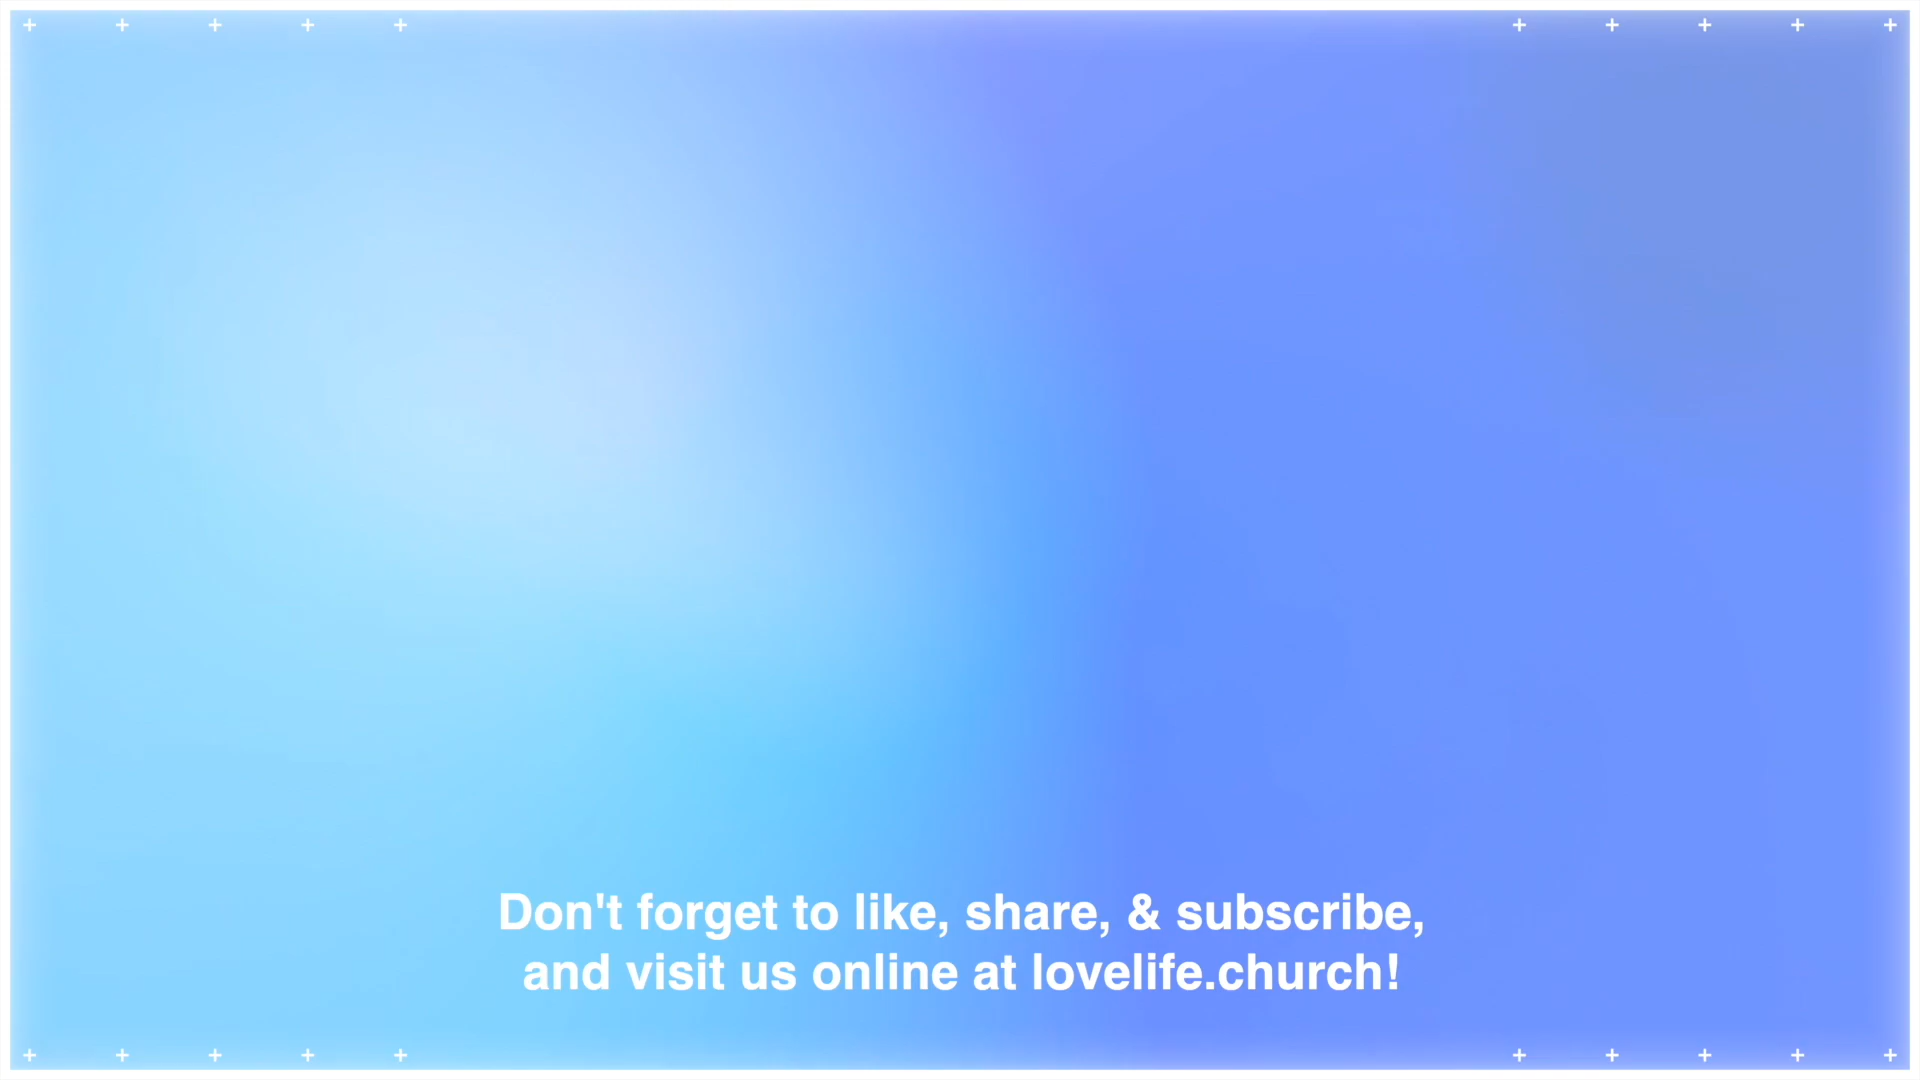 Don't forget to like, share, & subscribe,
and visit us online at lovelife.church!